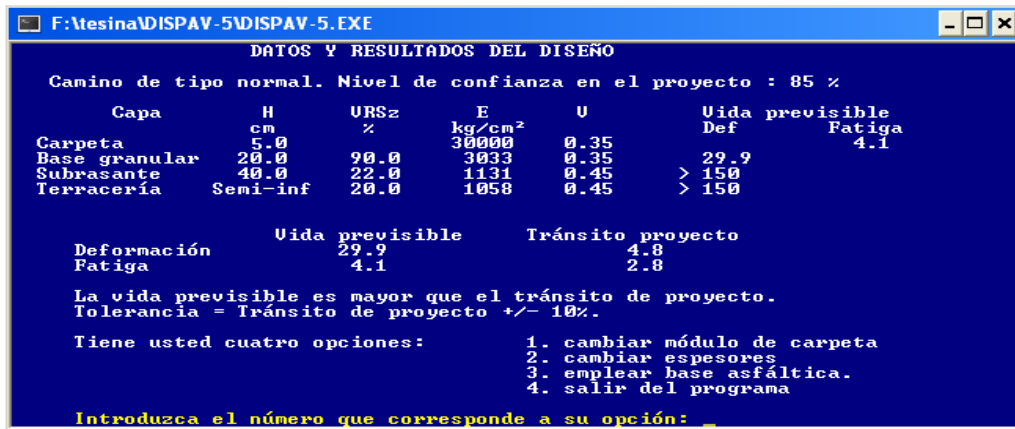 F:\tesina\DISPAV-5\DISPAV-5.EXE
DATOS Y RESULTADOS DEL DISEÑO
Camino de tipo normal. Nivel de confianza en el proyecto : 85 %
Capa H VRSz E V Vida previsible
cm % kg/cm² Def Fatiga
Carpeta 5.0 30000 0.35 4.1
Base granular 20.0 90.0 3033 0.35 29.9
Subrasante 40.0 22.0 1131 0.45 > 150
Terracería Semi-inf 20.0 1058 0.45 > 150
Vida previsible Tránsito proyecto
Deformación 29.9 4.8
Fatiga 4.1 2.8
La vida previsible es mayor que el tránsito de proyecto.
Tolerancia = Tránsito de proyecto +/- 10%.
Tiene usted cuatro opciones: 1. cambiar módulo de carpeta
2. cambiar espesores
3. emplear base asfáltica.
4. salir del programa
Introduzca el número que corresponde a su opción: _